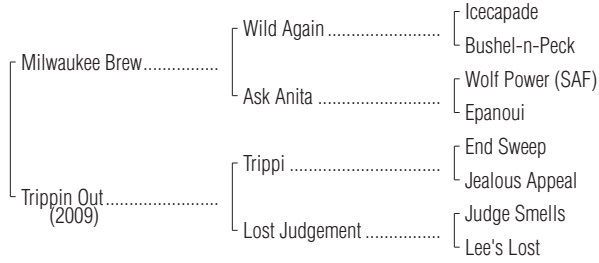 Icecapade
Wild Again ........................
Bushel-n-Peck
Milwaukee Brew................
Wolf Power (SAF)
Ask Anita ..........................
Epanoui
End Sweep
Trippi ................................
Jealous Appeal
Trippin Out........................
(2009)
Judge Smells
Lost Judgement ................
Lee's Lost